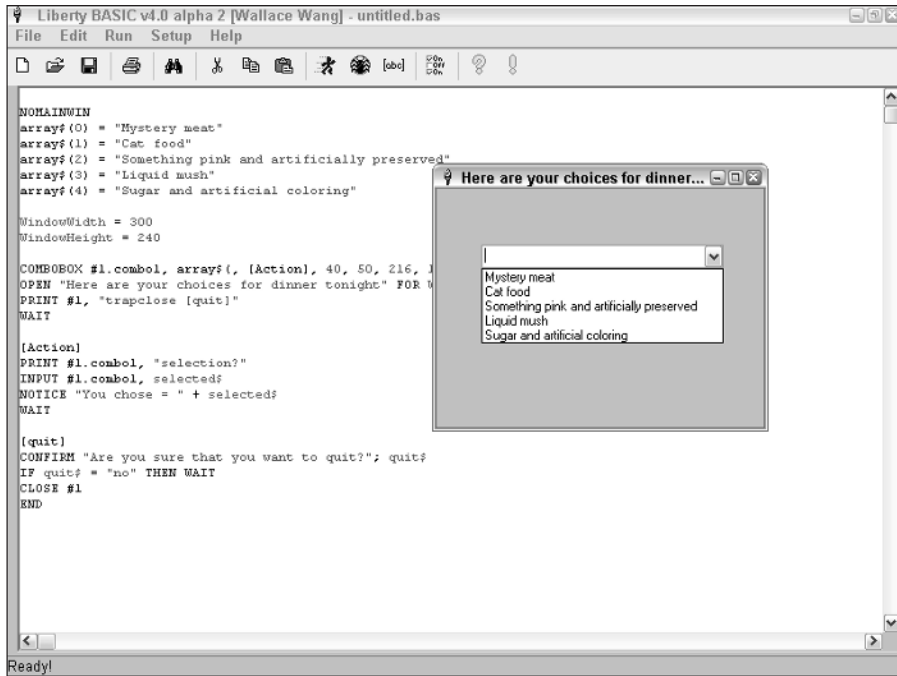 Liberty BASIC v4.0 alpha 2 [Wallace Wang] - untitled.bas
File Edit Run Setup Help
[abc]
NOMAINWIN
array$(0) = "Mystery meat"
array$(1) = "Cat food"
array$(2) = "Something pink and artificially preserved"
array$(3) = "Liquid mush"
array$(4) = "Sugar and artificial coloring"
WindowWidth = 300
WindowHeight = 240
COMBOBOX #1.combo1, array$(, [Action], 40, 50, 216,
OPEN "Here are your choices for dinner tonight" FOR
PRINT #1, "trapclose [quit]"
WAIT
[Action]
PRINT #1.combo1, "selection?"
INPUT #1.combo1, selected$
NOTICE "You chose = " + selected$
WAIT
[quit]
CONFIRM "Are you sure that you want to quit?"; quit$
IF quit$ = "no" THEN WAIT
CLOSE #1
END
Here are your choices for dinner...
Mystery meat
Cat food
Something pink and artificially preserved
Liquid mush
Sugar and artificial coloring
Ready!